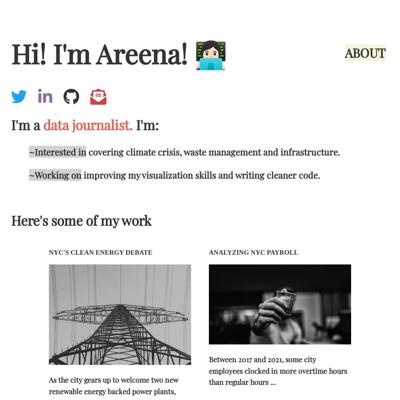 Hi! I'm Areena! 👩🏻‍💻
ABOUT
I'm a data journalist. I'm:
~Interested in covering climate crisis, waste management and infrastructure.
~Working on improving my visualization skills and writing cleaner code.
Here's some of my work
NYC'S CLEAN ENERGY DEBATE
As the city gears up to welcome two new
renewable energy backed power plants,
ANALYZING NYC PAYROLL
Between 2017 and 2021, some city
employees clocked in more overtime hours
than regular hours ...